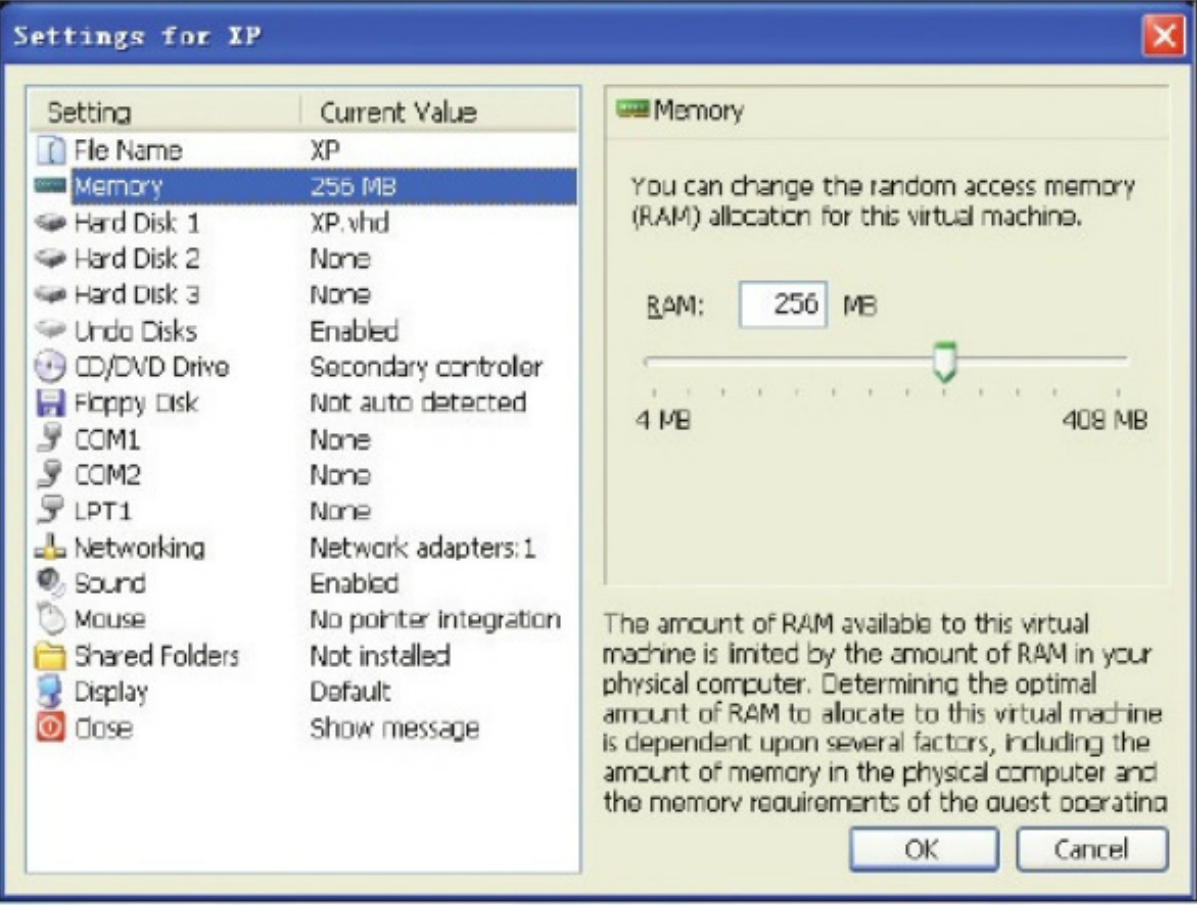 Settings for XP
Setting Current Value
File Name XP
Memory 256 MB
Hard Disk 1 XP.vhd
Hard Disk 2 None
Hard Disk 3 None
Undo Disks Enabled
CD/DVD Drive Secondary controller
Floppy Disk Not auto detected
COM1 None
COM2 None
LPT1 None
Networking Network adapters:1
Sound Enabled
Mouse No pointer integration
Shared Folders Not installed
Display Default
Close Show message
Memory
You can change the random access memory
(RAM) allocation for this virtual machine.
RAM: 256 MB
4 MB 408 MB
The amount of RAM available to this virtual
machine is limited by the amount of RAM in your
physical computer. Determining the optimal
amount of RAM to allocate to this virtual machine
is dependent upon several factors, including the
amount of memory in the physical computer and
the memory requirements of the guest operating
OK Cancel